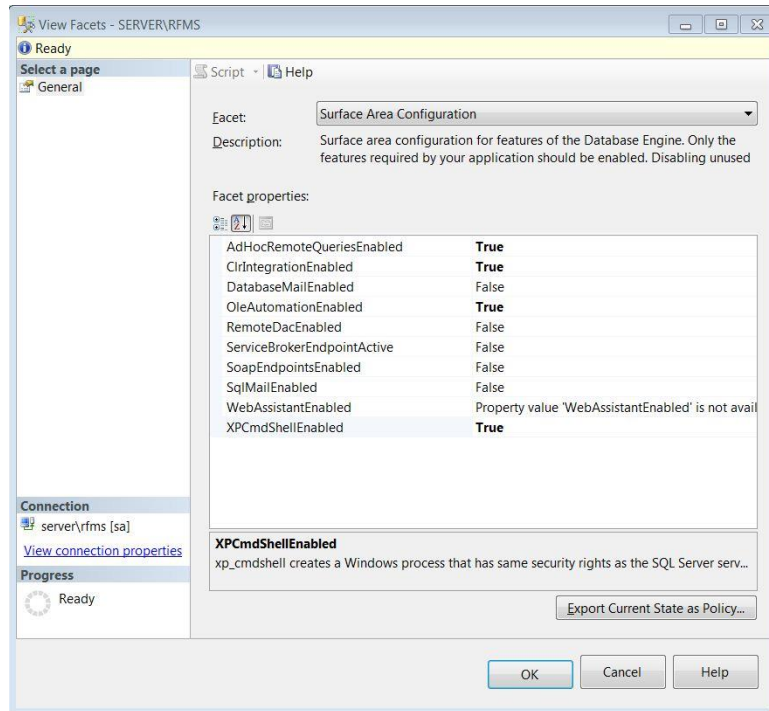 View Facets - SERVER\RFMS
Ready
Select a page
General
Script Help
Facet: Surface Area Configuration
Description: Surface area configuration for features of the Database Engine. Only the
features required by your application should be enabled. Disabling unused
Facet properties:
AdHocRemoteQueriesEnabled True
ClrIntegrationEnabled True
DatabaseMailEnabled False
OleAutomationEnabled True
RemoteDacEnabled False
ServiceBrokerEndpointActive False
SoapEndpointsEnabled False
SqlMailEnabled False
WebAssistantEnabled Property value 'WebAssistantEnabled' is not avail
XPCmdShellEnabled True
Connection
server\rfms [sa]
View connection properties
Progress
Ready
XPCmdShellEnabled
xp_cmdshell creates a Windows process that has same security rights as the SQL Server serv...
Export Current State as Policy...
OK Cancel Help